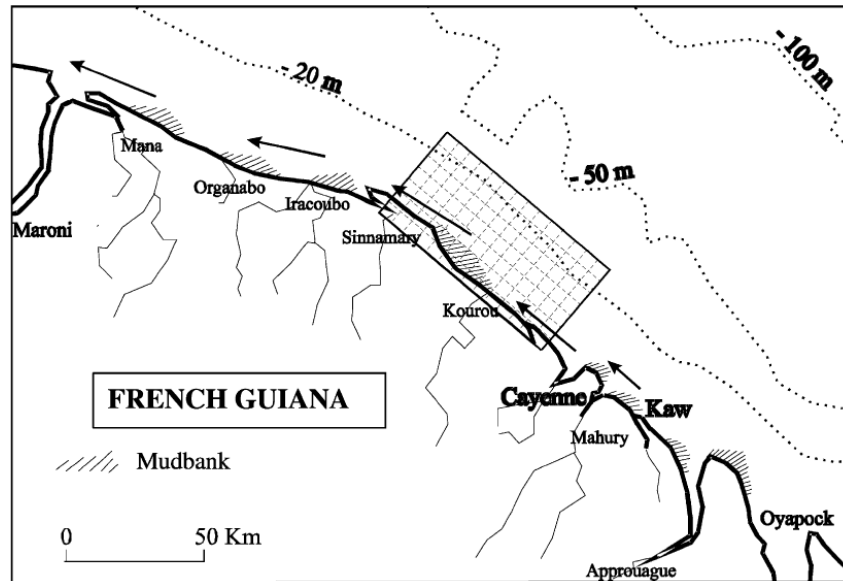 - 100 m
- 20 m
- 50 m
Mana
Organabo
Iracoubo
Maroni
Sinnamary
Kourou
FRENCH GUIANA
Cayenne
Kaw
Mahury
Mudbank
Oyapock
0
50 Km
Approuague